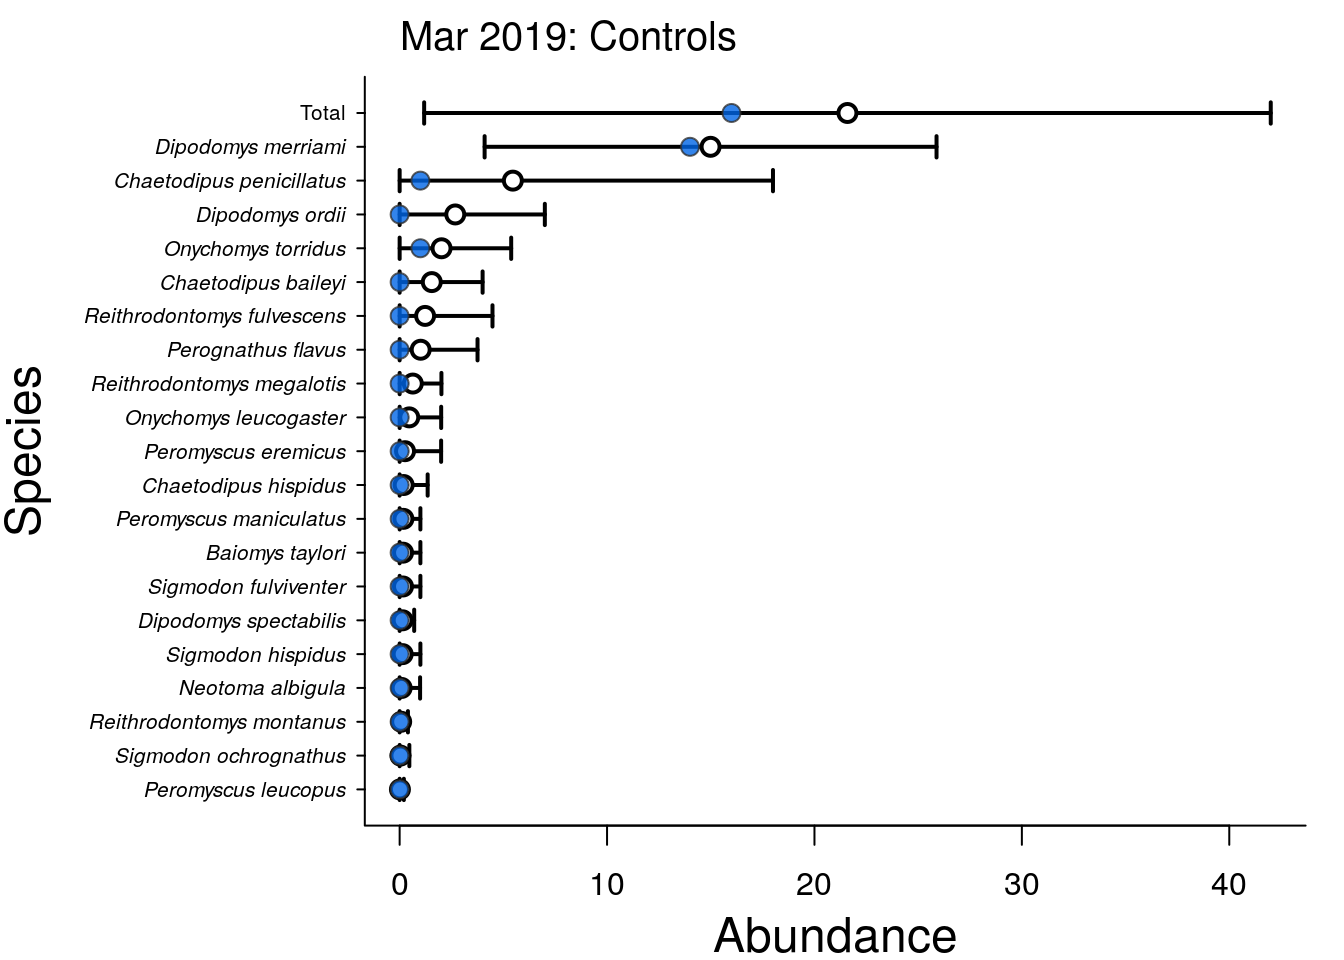 Mar 2019: Controls
Species
Total
Dipodomys merriami
Chaetodipus penicillatus
Dipodomys ordii
Onychomys torridus
Chaetodipus baileyi
Reithrodontomys fulvescens
Perognathus flavus
Reithrodontomys megalotis
Onychomys leucogaster
Peromyscus eremicus
Chaetodipus hispidus
Peromyscus maniculatus
Baiomys taylori
Sigmodon fulviventer
Dipodomys spectabilis
Sigmodon hispidus
Neotoma albigula
Reithrodontomys montanus
Sigmodon ochrognathus
Peromyscus leucopus
0 10 20 30 40
Abundance